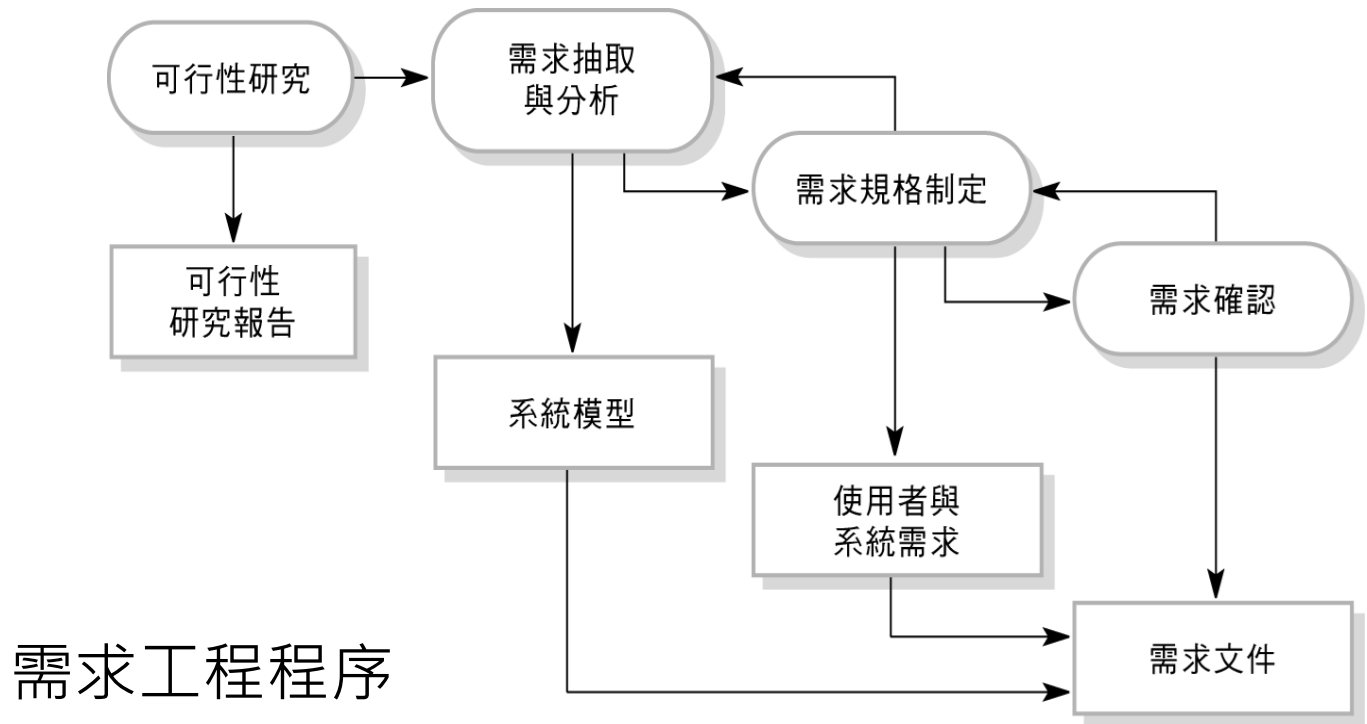 可行性研究
需求抽取
與分析
需求規格制定
需求確認
可行性
研究報告
系統模型
使用者與
系統需求
需求文件
需求工程程序